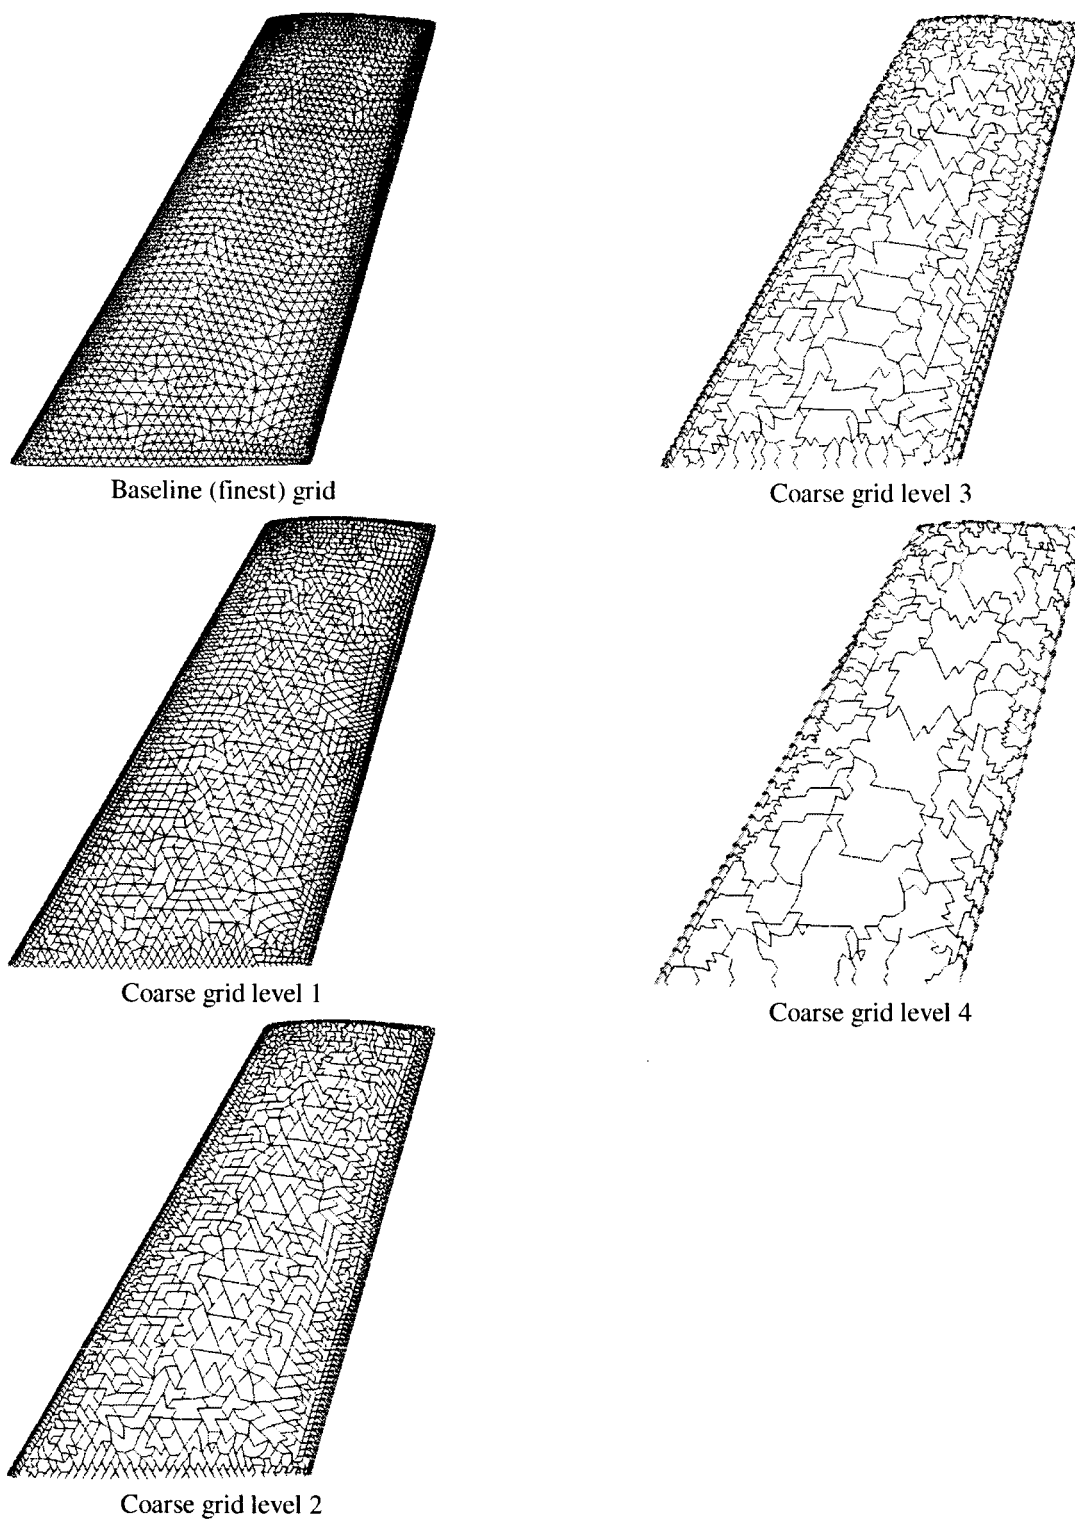 Baseline (finest) grid
Coarse grid level 1
Coarse grid level 2
Coarse grid level 3
Coarse grid level 4